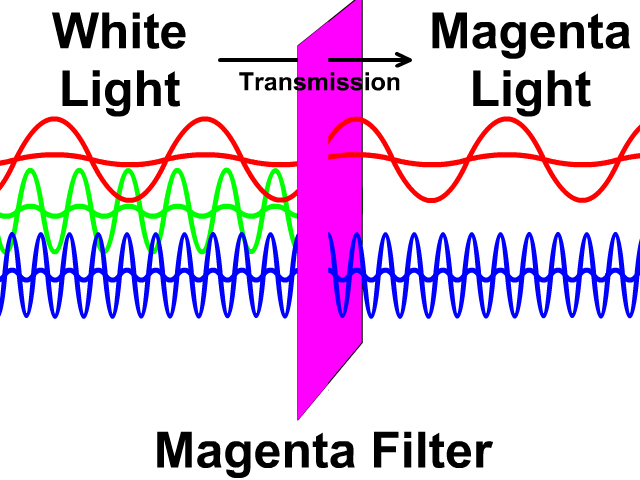 White
Light
Transmission
Magenta
Light
Magenta Filter